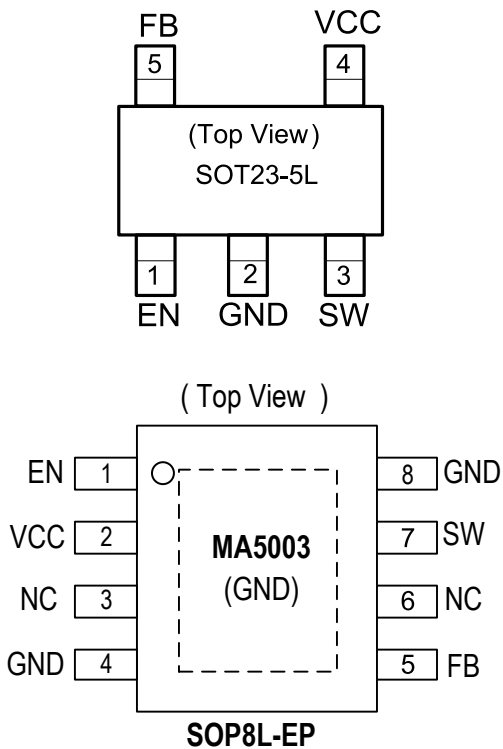 FB VCC
5 4
(Top View)
SOT23-5L
1 2 3
EN GND SW
( Top View )
EN 1 8 GND
VCC 2 MA5003 7 SW
NC 3 (GND) 6 NC
GND 4 5 FB
SOP8L-EP